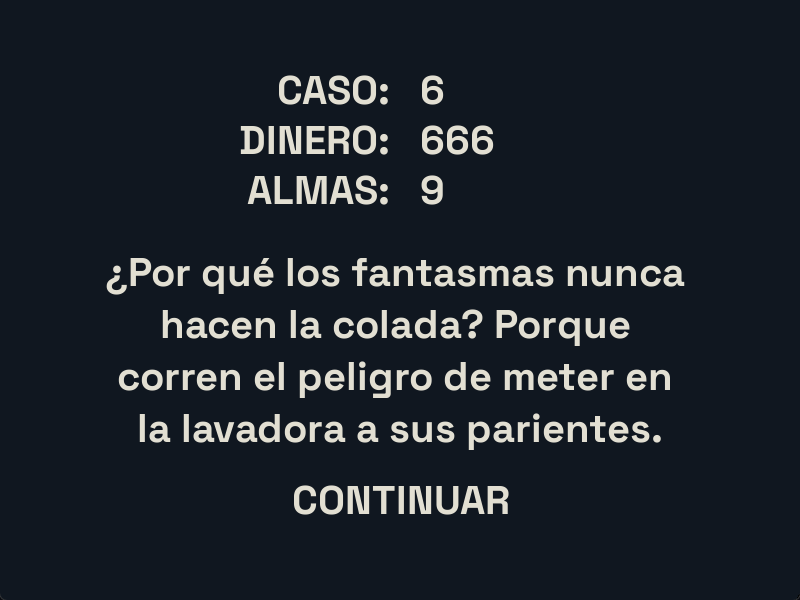 CASO: 6
DINERO: 666
ALMAS: 9
¿Por qué los fantasmas nunca
hacen la colada? Porque
corren el peligro de meter en
la lavadora a sus parientes.
CONTINUAR